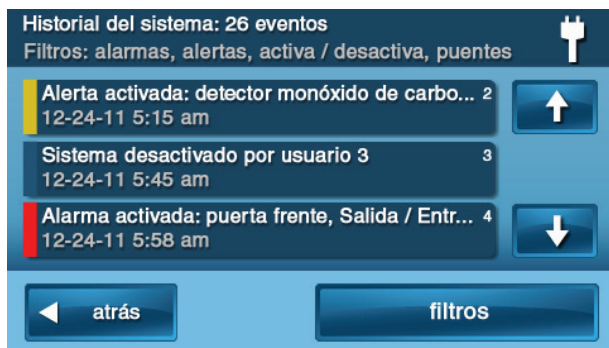 Historial del sistema: 26 eventos
Filtros: alarmas, alertas, activa / desactiva, puentes
Alerta activada: detector monóxido de carbo... 2
12-24-11 5:15 am
Sistema desactivado por usuario 3 3
12-24-11 5:45 am
Alarma activada: puerta frente, Salida / Entr... 4
12-24-11 5:58 am
atrás
filtros